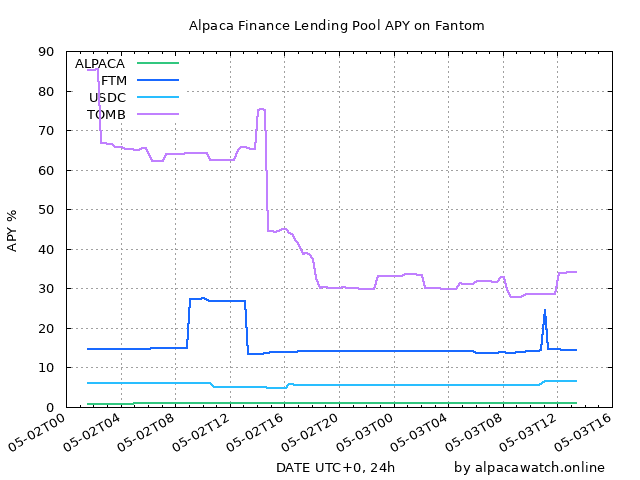 Alpaca Finance Lending Pool APY on Fantom
90
80
70
60
50
40
30
20
10
0
APY %
ALPACA
FTM
USDC
TOMB
05-02T00
05-02T04
05-02T08
05-02T12
05-02T16
05-02T20
05-03T00
05-03T04
05-03T08
05-03T12
05-03T16
DATE UTC+0, 24h
by alpacawatch.online